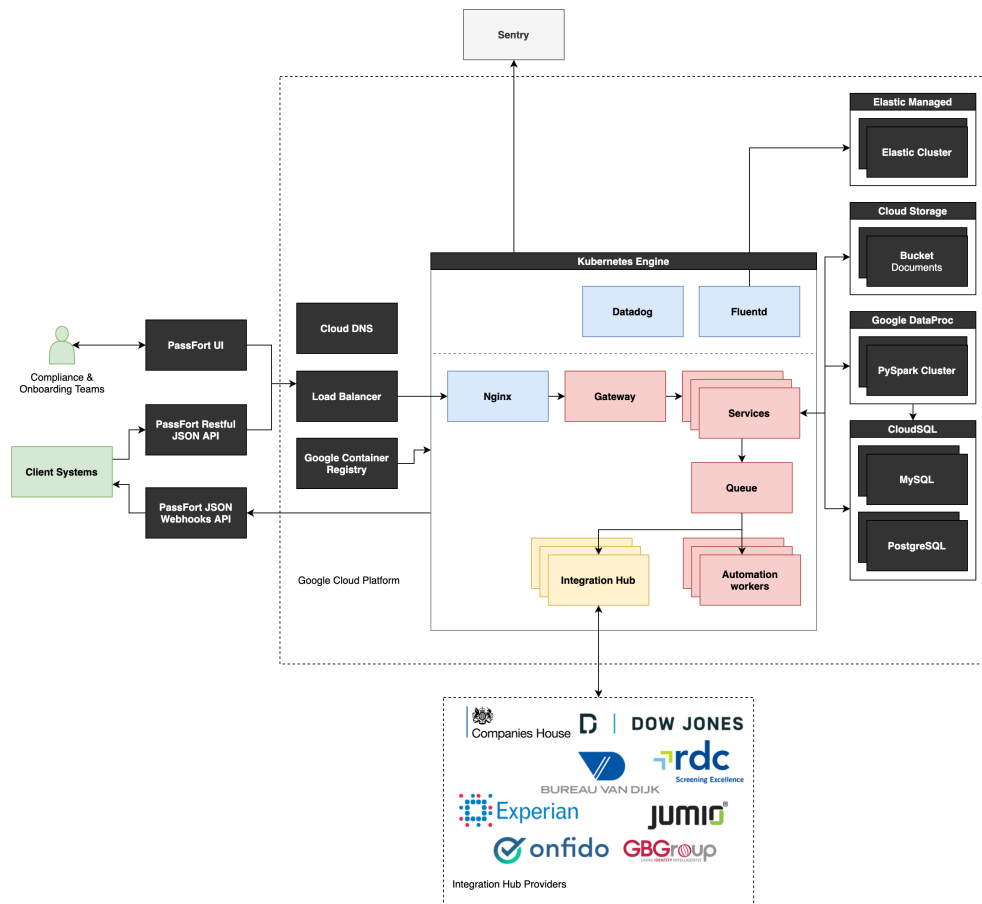 Sentry
Elastic Managed
Elastic Cluster
Cloud Storage
Bucket
Documents
Kubernetes Engine
Datadog
Fluentd
Google DataProc
PySpark Cluster
Cloud DNS
PassFort UI
Compliance &
Onboarding Teams
Load Balancer
Nginx
Gateway
Services
PassFort Restful
JSON API
CloudSQL
MySQL
PostgreSQL
Client Systems
Google Container
Registry
Queue
PassFort JSON
Webhooks API
Google Cloud Platform
Integration Hub
Automation
workers
Companies House
D | DOW JONES
rdc
Screening Excellence
BUREAU VAN DIJK
Experian
jumio®
onfido
GBGroup
USING IDENTITY INTELLIGENTLY
Integration Hub Providers